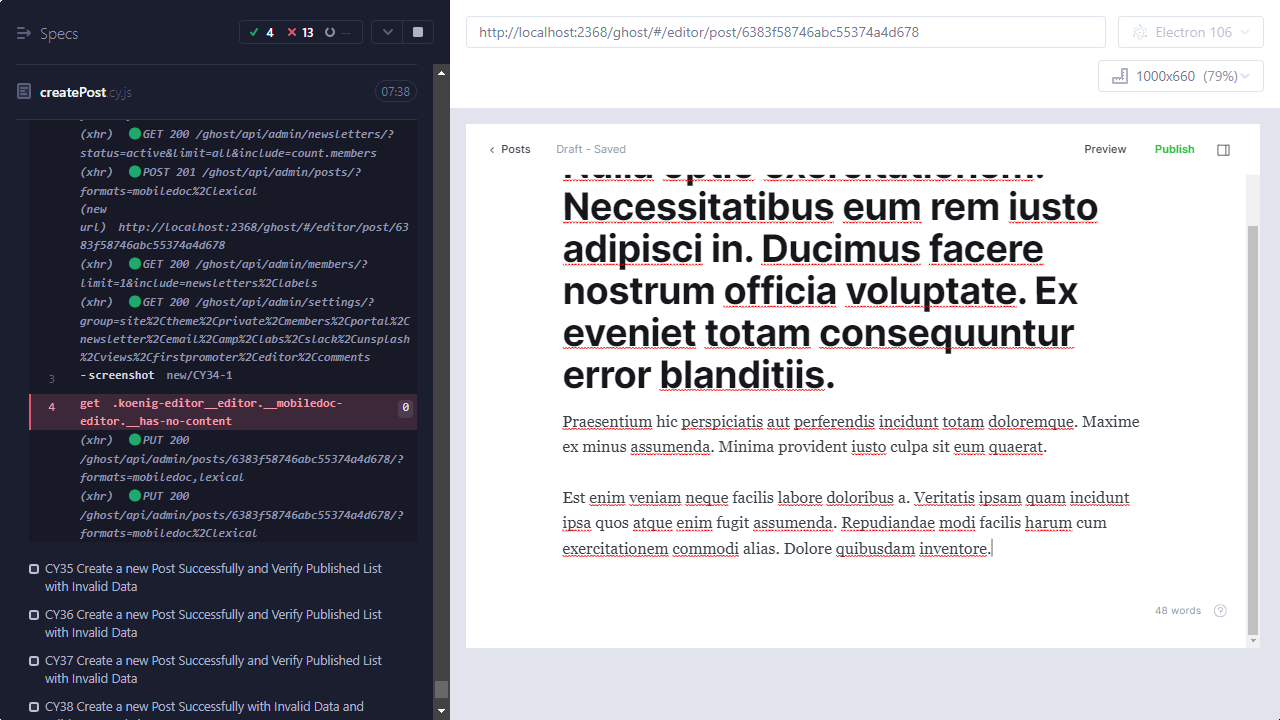 Specs
4 13 --
createPost.cy.js
07:38
(xhr) GET 200 /ghost/api/admin/newsletters/?
status=active&limit=all&include=count.members
(xhr) POST 201 /ghost/api/admin/posts/?
formats=mobiledoc%2Clexical
(new
url) http://localhost:2368/ghost/#/editor/post/63
83f58746abc55374a4d678
(xhr) GET 200 /ghost/api/admin/members/?
limit=1&include=newsletters%2Clabels
(xhr) GET 200 /ghost/api/admin/settings/?
group=site%2Ctheme%2Cprivate%2Cmembers%2Cportal%2C
newsletter%2Cemail%2Camp%2Clabs%2Cslack%2Cunsplash
%2Cviews%2Cfirstpromoter%2Ceditor%2Ccomments
3 -screenshot new/CY34-1
4 get .koenig-editor__editor.__mobiledoc- 0
editor.__has-no-content
(xhr) PUT 200
/ghost/api/admin/posts/6383f58746abc55374a4d678/?
formats=mobiledoc,lexical
(xhr) PUT 200
/ghost/api/admin/posts/6383f58746abc55374a4d678/?
formats=mobiledoc%2Clexical
CY35 Create a new Post Successfully and Verify Published List
with Invalid Data
CY36 Create a new Post Successfully and Verify Published List
with Invalid Data
CY37 Create a new Post Successfully and Verify Published List
with Invalid Data
CY38 Create a new Post Successfully with Invalid Data and
http://localhost:2368/ghost/#/editor/post/6383f58746abc55374a4d678
Electron 106
1000x660 (79%)
Posts
Draft - Saved
Preview
Publish
Nulla optio exercitationem.
Necessitatibus eum rem iusto
adipisci in. Ducimus facere
nostrum officia voluptate. Ex
eveniet totam consequuntur
error blanditiis.
Praesentium hic perspiciatis aut perferendis incidunt totam doloremque. Maxime
ex minus assumenda. Minima provident iusto culpa sit eum quaerat.
Est enim veniam neque facilis labore doloribus a. Veritatis ipsam quam incidunt
ipsa quos atque enim fugit assumenda. Repudiandae modi facilis harum cum
exercitationem commodi alias. Dolore quibusdam inventore.
48 words ?